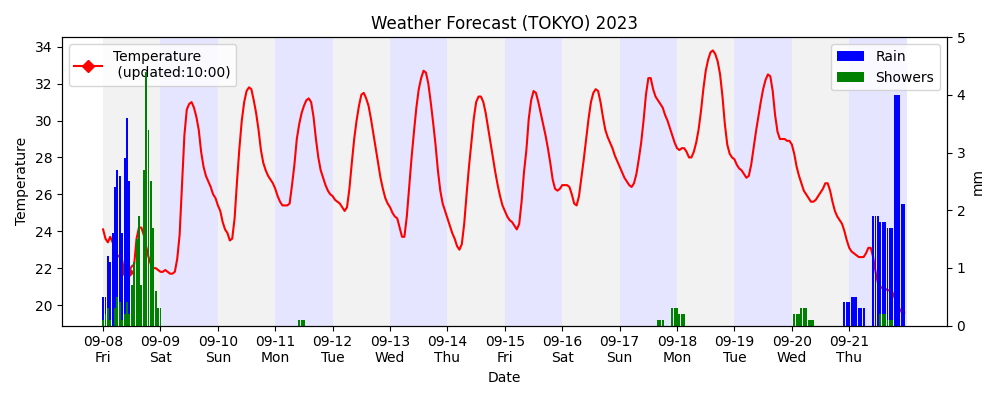 Weather Forecast (TOKYO) 2023
Temperature
(updated:10:00)
Rain
Showers
Temperature
34
32
30
28
26
24
22
20
5
4
3
2
1
0
mm
09-08 09-09 09-10 09-11 09-12 09-13 09-14 09-15 09-16 09-17 09-18 09-19 09-20 09-21
Fri Sat Sun Mon Tue Wed Thu Fri Sat Sun Mon Tue Wed Thu
Date